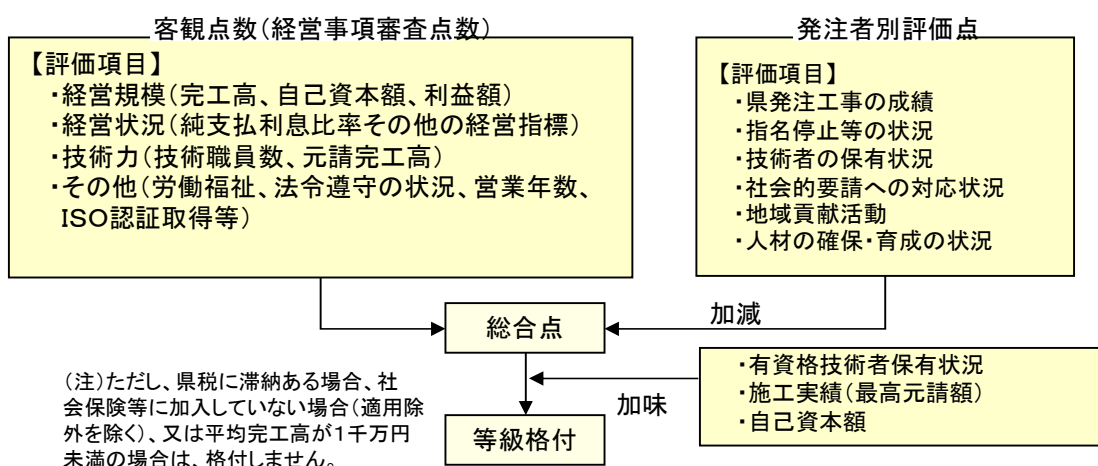 客観点数(経営事項審査点数)
【評価項目】
・経営規模(完工高、自己資本額、利益額)
・経営状況(純支払利息比率その他の経営指標)
・技術力(技術職員数、元請完工高)
・その他(労働福祉、法令遵守の状況、営業年数、
ISO認証取得等)
発注者別評価点
【評価項目】
・県発注工事の成績
・指名停止等の状況
・技術者の保有状況
・社会的要請への対応状況
・地域貢献活動
・人材の確保・育成の状況
総合点
加減
・有資格技術者保有状況
・施工実績(最高元請額)
・自己資本額
加味
等級格付
(注)ただし、県税に滞納ある場合、社
会保険等に加入していない場合(適用除
外を除く)、又は平均完工高が1千万円
未満の場合は、格付しません。